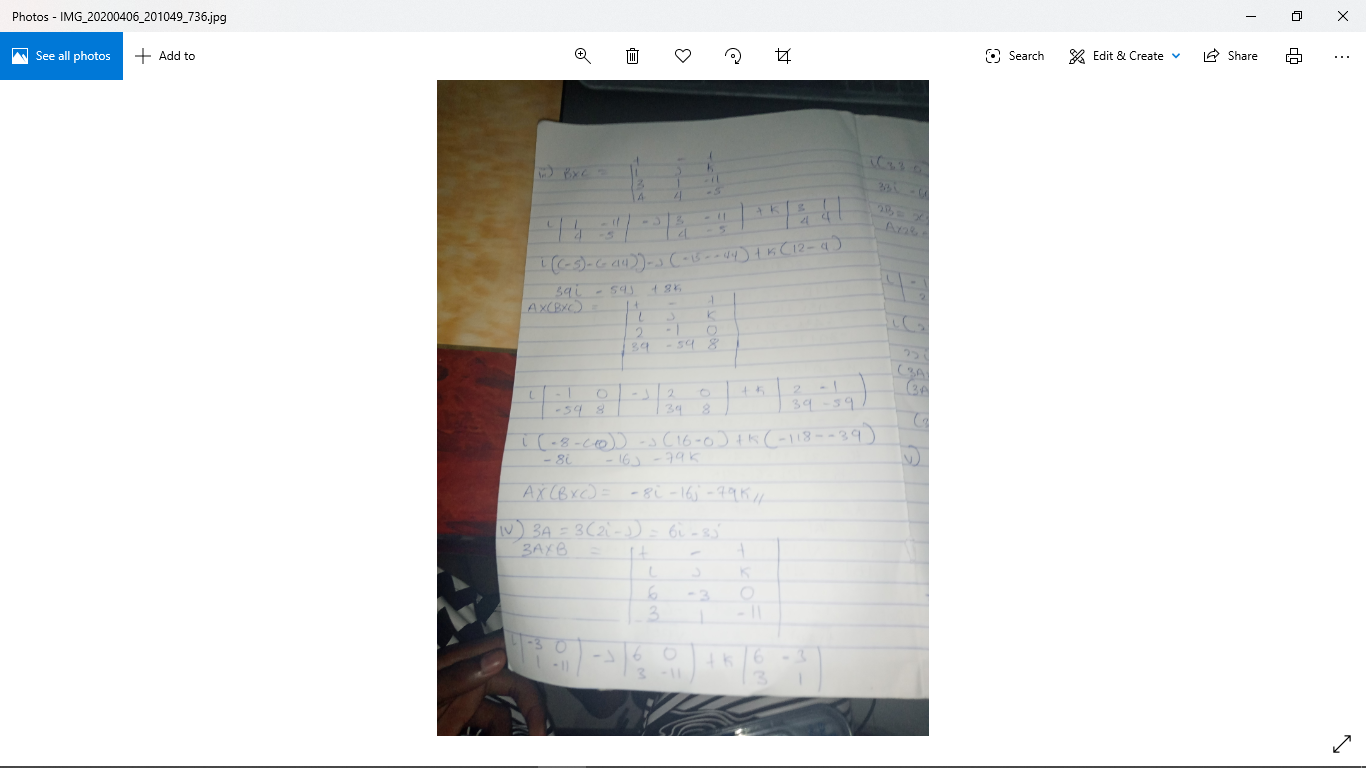 Photos - IMG_20200406_201049_736.jpg
See all photos
Add to
Search
Edit & Create
Share
BxC =
+ - +
i j k
3 1 -11
4 4 -5
i | 1 -11 | - j | 3 -11 | + k | 3 1 |
4 -5 4 -5 4 4
i((-5)-(-44)) - j(-15--44) + k(12-4)
39i - 59j + 8k
Ax(BxC) =
+ - +
i j k
2 -1 0
39 -59 8
i | -1 0 | - j | 2 0 | + k | 2 -1 |
-59 8 39 8 39 -59
i(-8-(-0)) - j(16-0) + k(-118--39)
-8i -16j -79k
Ax(BxC) = -8i -16j -79k //
iv) 3A = 3(2i-j) = 6i -3j
3AxB =
+ - +
i j k
6 -3 0
3 1 -11
i | -3 0 | - j | 6 0 | + k | 6 -3 |
1 -11 3 -11 3 1
v)